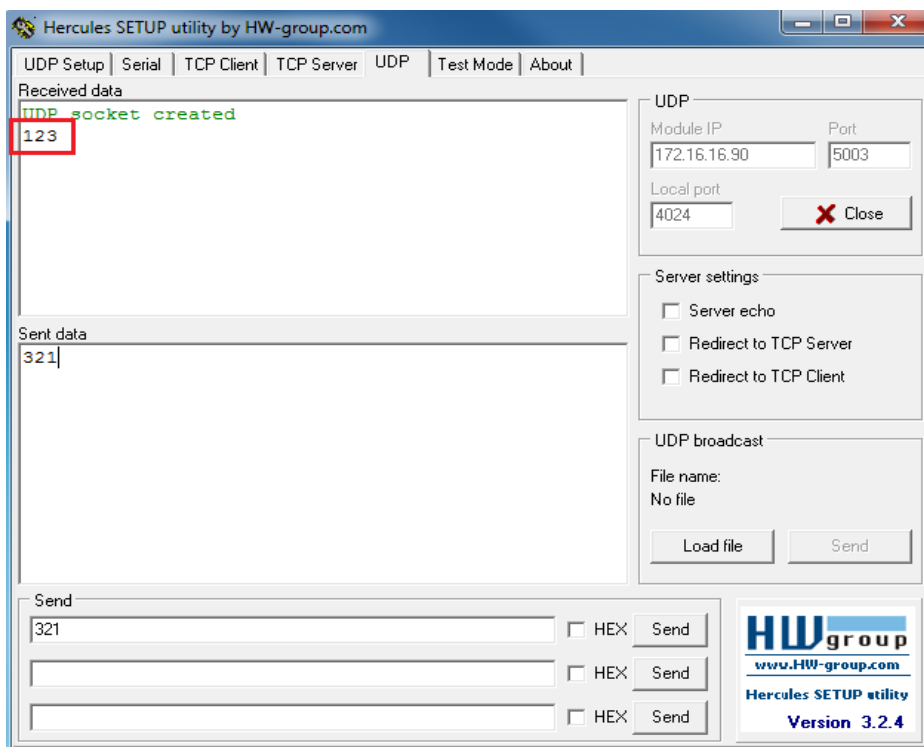 Hercules SETUP utility by HW-group.com
UDP Setup Serial TCP Client TCP Server UDP Test Mode About
Received data
UDP socket created
123
Sent data
321
Send
321
HEX Send
HEX Send
HEX Send
UDP
Module IP Port
172.16.16.90 5003
Local port
4024 Close
Server settings
Server echo
Redirect to TCP Server
Redirect to TCP Client
UDP broadcast
File name:
No file
Load file Send
HW group
www.HW-group.com
Hercules SETUP utility
Version 3.2.4